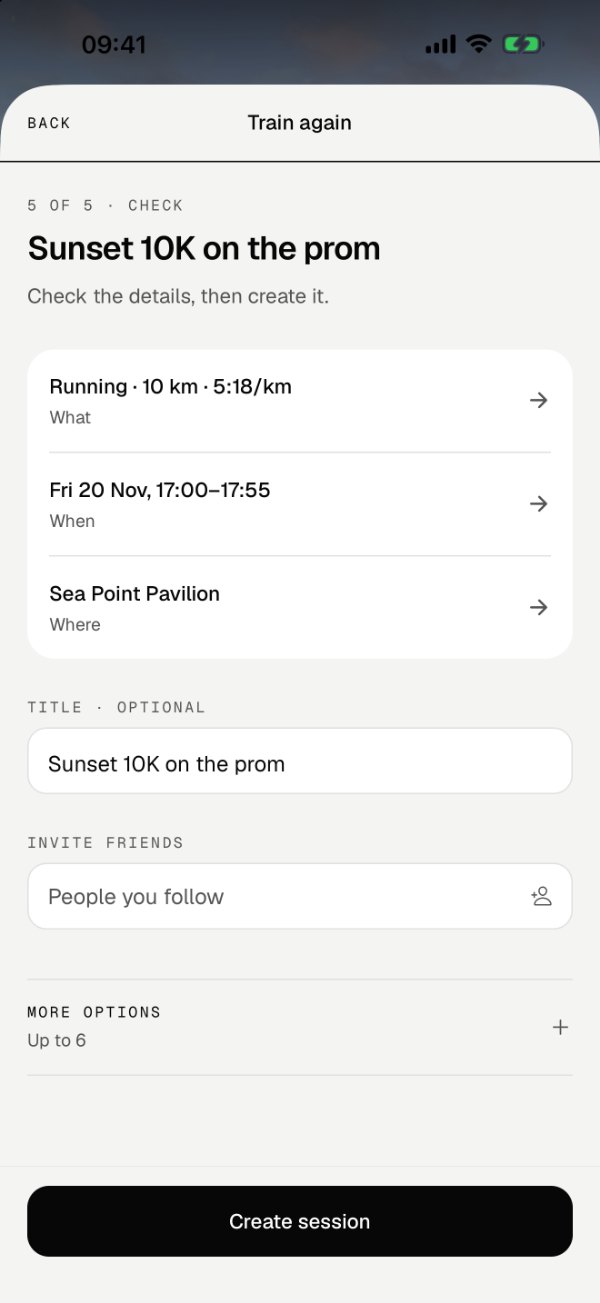 09:41
BACK
Train again
5 OF 5 · CHECK
Sunset 10K on the prom
Check the details, then create it.
Running · 10 km · 5:18/km
What
Fri 20 Nov, 17:00–17:55
When
Sea Point Pavilion
Where
TITLE · OPTIONAL
Sunset 10K on the prom
INVITE FRIENDS
People you follow
MORE OPTIONS
Up to 6
Create session